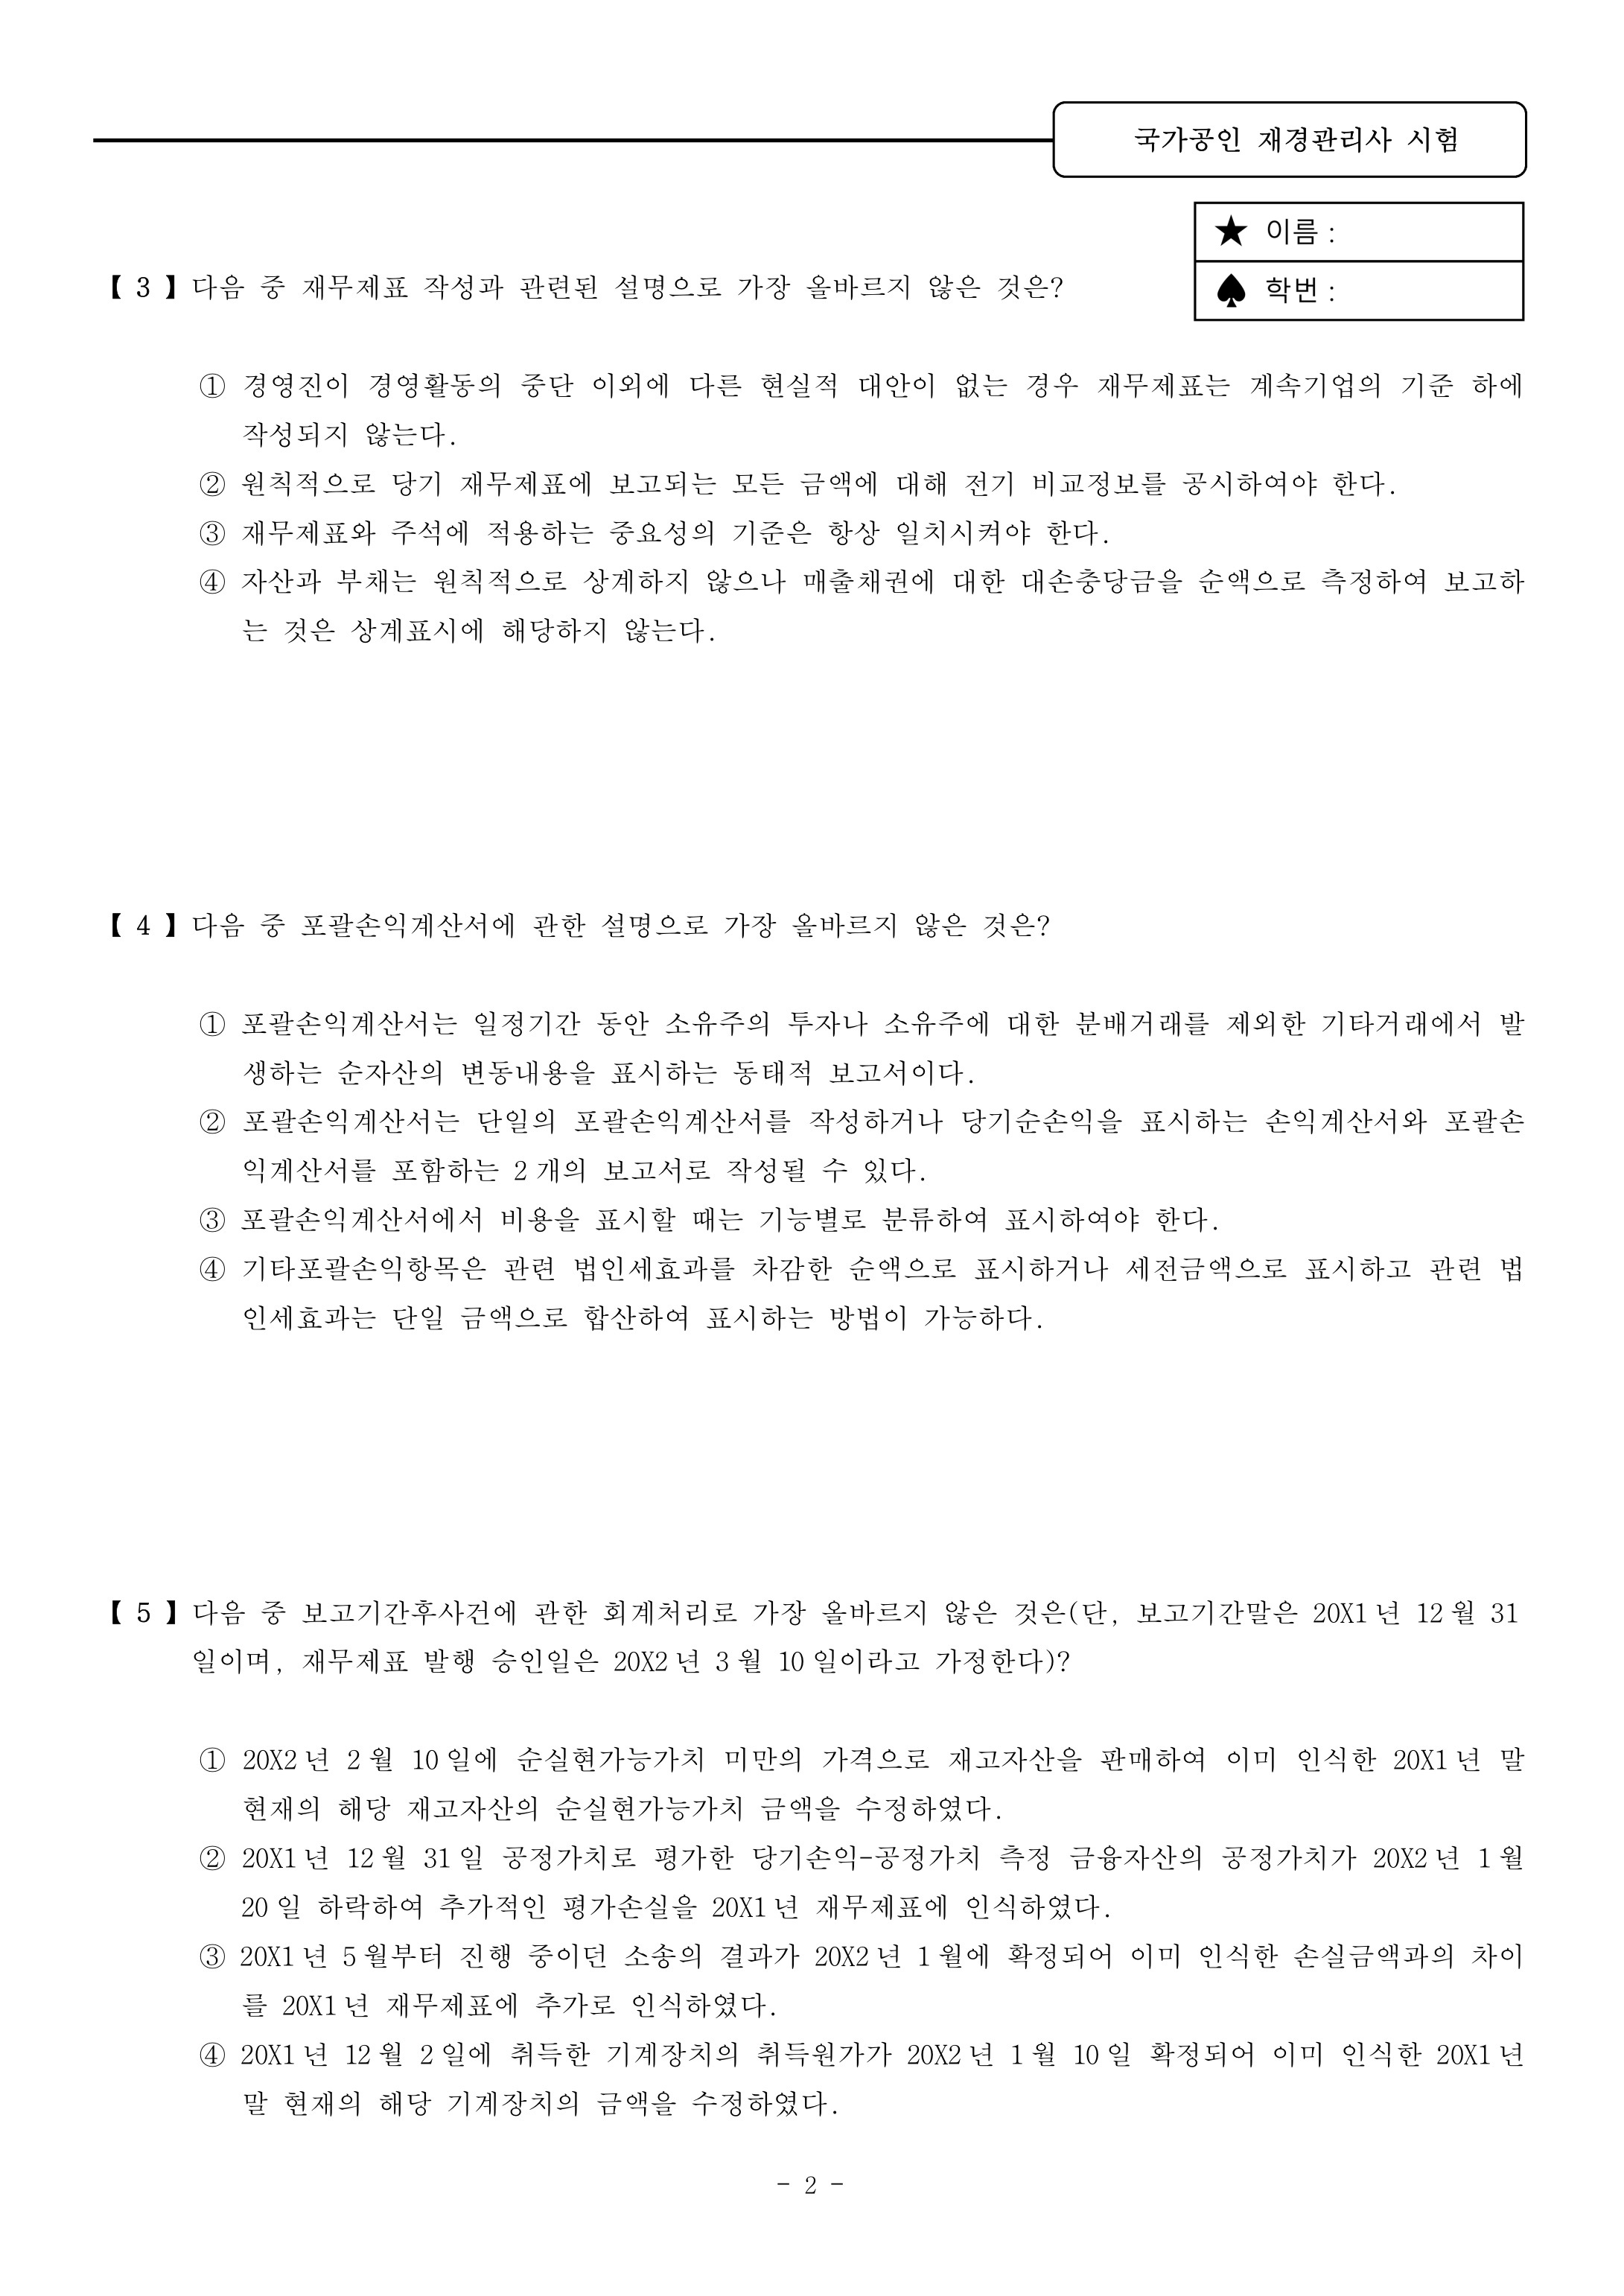 국가공인 재경관리사 시험
★ 이름 :
♠ 학번 :
【 3 】 다음 중 재무제표 작성과 관련된 설명으로 가장 올바르지 않은 것은?
① 경영진이 경영활동의 중단 이외에 다른 현실적 대안이 없는 경우 재무제표는 계속기업의 기준 하에
작성되지 않는다.
② 원칙적으로 당기 재무제표에 보고되는 모든 금액에 대해 전기 비교정보를 공시하여야 한다.
③ 재무제표와 주석에 적용하는 중요성의 기준은 항상 일치시켜야 한다.
④ 자산과 부채는 원칙적으로 상계하지 않으나 매출채권에 대한 대손충당금을 순액으로 측정하여 보고하
는 것은 상계표시에 해당하지 않는다.
【 4 】 다음 중 포괄손익계산서에 관한 설명으로 가장 올바르지 않은 것은?
① 포괄손익계산서는 일정기간 동안 소유주의 투자나 소유주에 대한 분배거래를 제외한 기타거래에서 발
생하는 순자산의 변동내용을 표시하는 동태적 보고서이다.
② 포괄손익계산서는 단일의 포괄손익계산서를 작성하거나 당기순손익을 표시하는 손익계산서와 포괄손
익계산서를 포함하는 2개의 보고서로 작성될 수 있다.
③ 포괄손익계산서에서 비용을 표시할 때는 기능별로 분류하여 표시하여야 한다.
④ 기타포괄손익항목은 관련 법인세효과를 차감한 순액으로 표시하거나 세전금액으로 표시하고 관련 법
인세효과는 단일 금액으로 합산하여 표시하는 방법이 가능하다.
【 5 】 다음 중 보고기간후사건에 관한 회계처리로 가장 올바르지 않은 것은(단, 보고기간말은 20X1년 12월 31
일이며, 재무제표 발행 승인일은 20X2년 3월 10일이라고 가정한다)?
① 20X2년 2월 10일에 순실현가능가치 미만의 가격으로 재고자산을 판매하여 이미 인식한 20X1년 말
현재의 해당 재고자산의 순실현가능가치 금액을 수정하였다.
② 20X1년 12월 31일 공정가치로 평가한 당기손익-공정가치 측정 금융자산의 공정가치가 20X2년 1월
20일 하락하여 추가적인 평가손실을 20X1년 재무제표에 인식하였다.
③ 20X1년 5월부터 진행 중이던 소송의 결과가 20X2년 1월에 확정되어 이미 인식한 손실금액과의 차이
를 20X1년 재무제표에 추가로 인식하였다.
④ 20X1년 12월 2일에 취득한 기계장치의 취득원가가 20X2년 1월 10일 확정되어 이미 인식한 20X1년
말 현재의 해당 기계장치의 금액을 수정하였다.
- 2 -